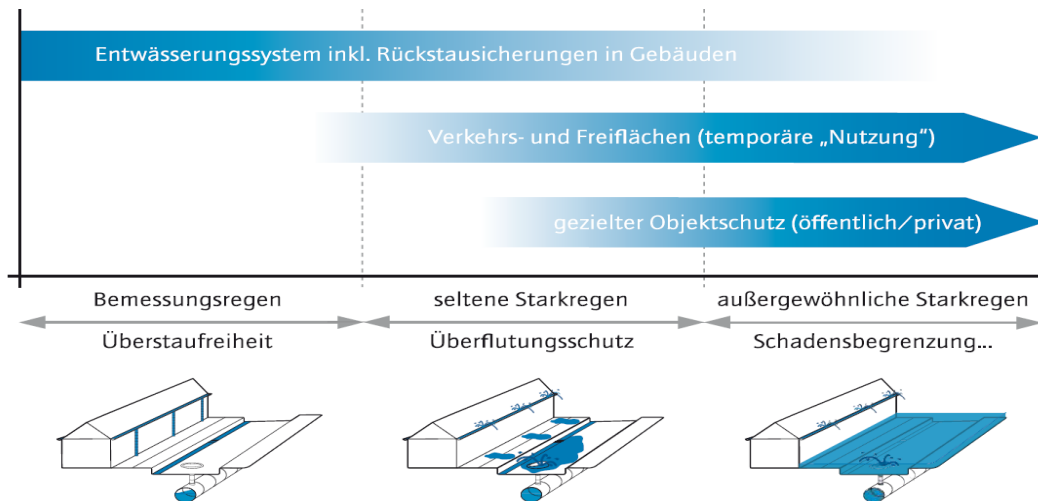 Entwässerungssystem inkl. Rückstausicherungen in Gebäuden
Verkehrs- und Freiflächen (temporäre „Nutzung“)
gezielter Objektschutz (öffentlich/privat)
Bemessungsregen
seltene Starkregen
außergewöhnliche Starkregen
Überstaufreiheit
Überflutungsschutz
Schadensbegrenzung...